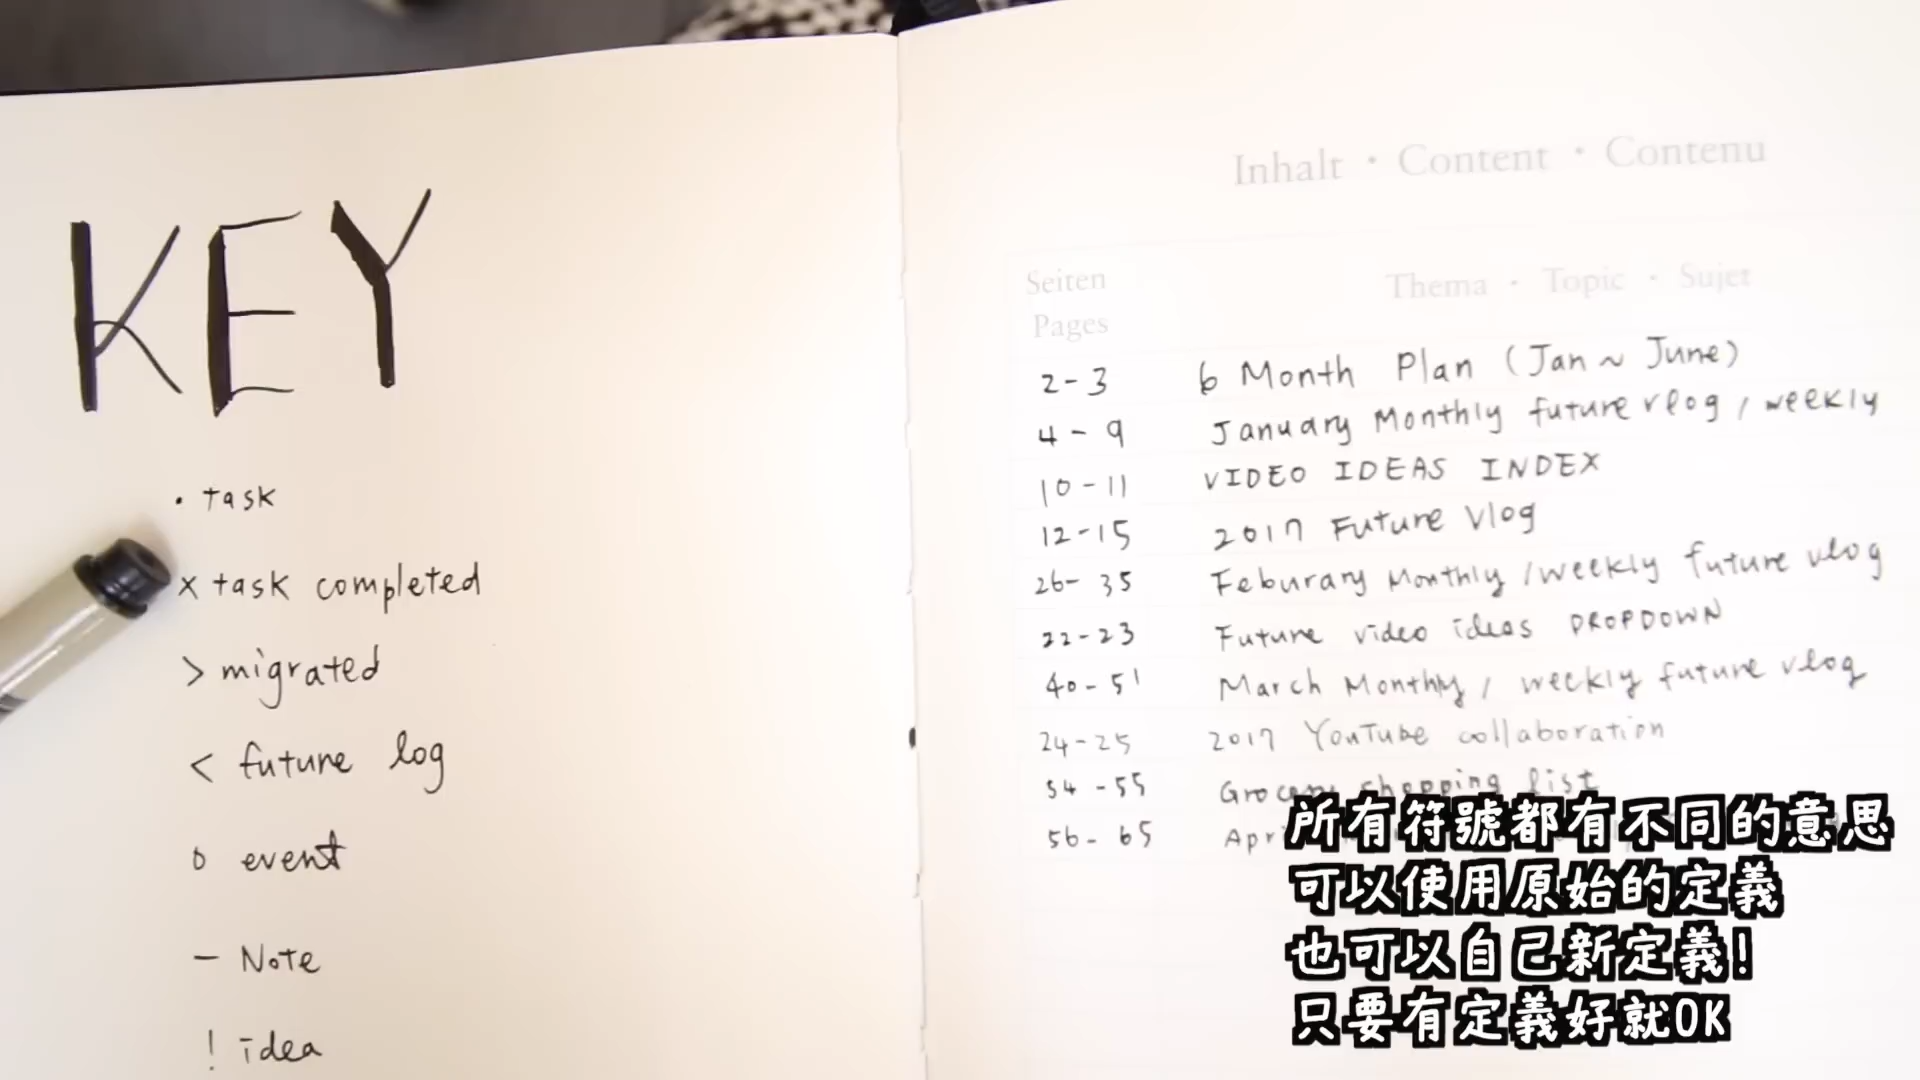 KEY
• task
x task completed
> migrated
< future log
o event
– Note
! idea
Inhalt • Content • Contenu
Seiten
Pages
Thema • Topic • Sujet
2-3 6 Month Plan (Jan ~ June)
4-9 January Monthly future vlog / weekly
10-11 VIDEO IDEAS INDEX
12-15 2017 Future Vlog
26-35 Feburary Monthly / weekly future vlog
22-23 Future video ideas DROPDOWN
40-51 March Monthly / weekly future vlog
24-25 2017 YouTube collaboration
54-55 Grocery shopping list
56-65
所有符號都有不同的意思
可以使用原始的定義
也可以自己新定義!
只要有定義好就OK